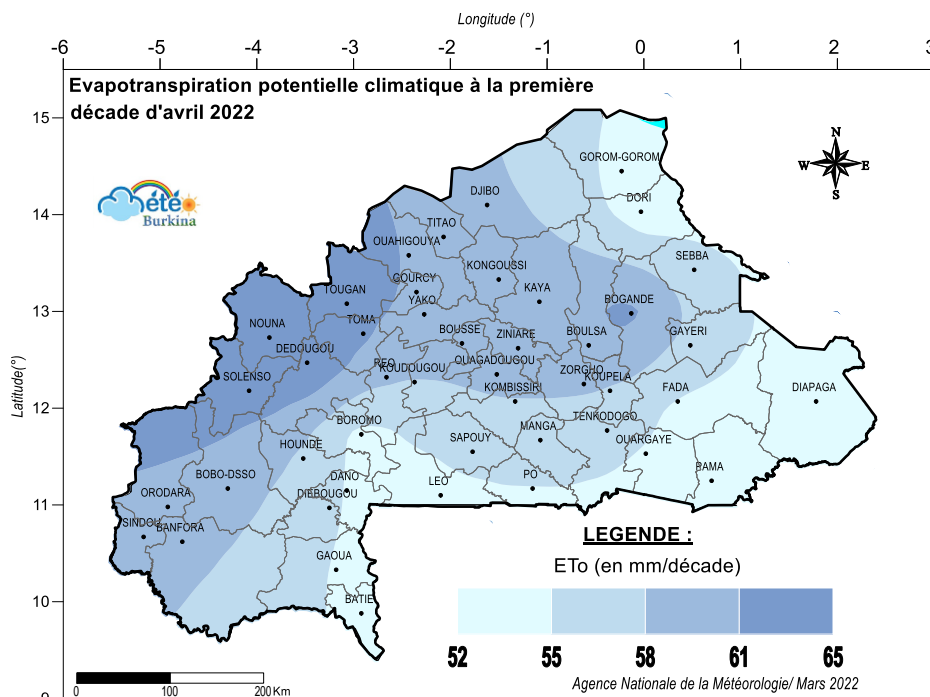 Longitude (°)
-6 -5 -4 -3 -2 -1 0 1 2 3
Evapotranspiration potentielle climatique à la première
décade d'avril 2022
15
N
W E
S
GOROM-GOROM
DJIBO
DORI
météo
Burkina
14
TITAO
OUAHIGOUYA
SEBBA
KONGOUSSI
GOURCY
KAYA
TOUGAN
YAKO
BOGANDE
13
NOUNA
TOMA
BOUSSE
ZINIARE
BOULSA
GAYERI
DEDOUGOU
OUAGADOUGOU
REO
KOUDOUGOU
ZORGHO
KOUPELA
SOLENSO
KOMBISSIRI
FADA
DIAPAGA
Latitude(°)
12
BOROMO
TENKODOGO
MANGA
HOUNDE
SAPOUY
OUARGAYE
BOBO-DSSO
DANO
LEO
PO
PAMA
ORODARA
DIEBOUGOU
11
SINDOU
BANFORA
LEGENDE :
GAOUA
ETo (en mm/décade)
10
BATIE
52 55 58 61 65
0 100 200 Km
Agence Nationale de la Météorologie/ Mars 2022
9